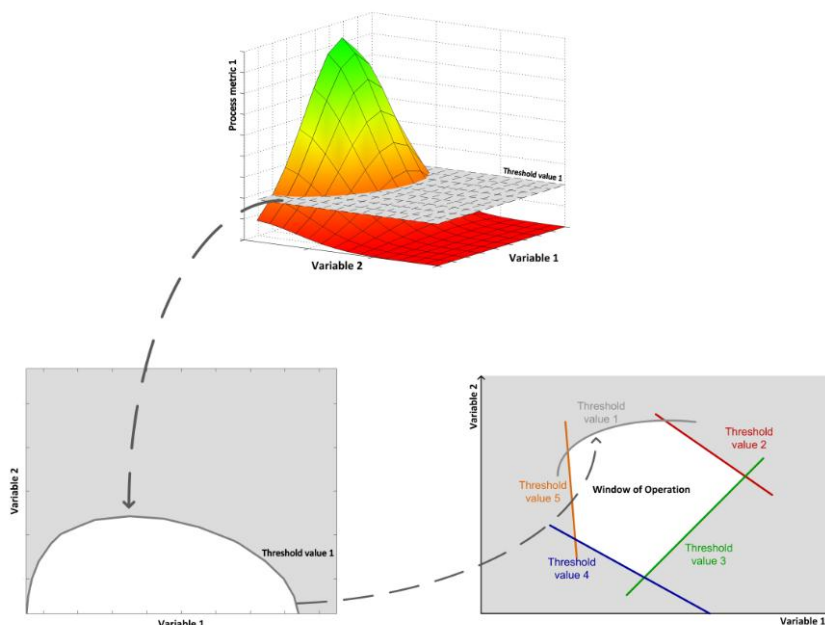 Process metric 1
Threshold value 1
Variable 2
Variable 1
Variable 2
Threshold value 1
Variable 1
Variable 2
Threshold
value 1
Threshold
value 2
Threshold
value 5
Window of Operation
Threshold
value 4
Threshold
value 3
Variable 1